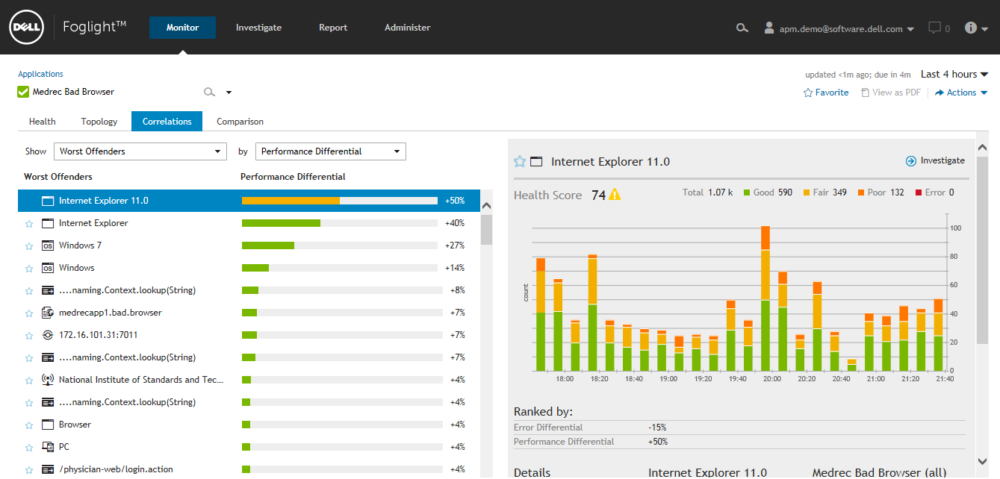 DELL Foglight™ Monitor Investigate Report Administer apm.demo@software.dell.com 0
Applications
updated <1m ago; due in 4m Last 4 hours
Medrec Bad Browser
Favorite View as PDF Actions
Health Topology Correlations Comparison
Show Worst Offenders by Performance Differential
Worst Offenders Performance Differential
Internet Explorer 11.0 +50%
Internet Explorer +40%
Windows 7 +27%
Windows +14%
....naming.Context.lookup(String) +8%
medrecapp1.bad.browser +7%
172.16.101.31:7011 +7%
....naming.Context.lookup(String) +7%
National Institute of Standards and Tec... +4%
....naming.Context.lookup(String) +4%
Browser +4%
PC +4%
/physician-web/login.action +4%
Internet Explorer 11.0 Investigate
Health Score 74 Total 1.07 k Good 590 Fair 349 Poor 132 Error 0
100
80
60
40
20
0
count
18:00 18:20 18:40 19:00 19:20 19:40 20:00 20:20 20:40 21:00 21:20 21:40
Ranked by:
Error Differential -15%
Performance Differential +50%
Details Internet Explorer 11.0 Medrec Bad Browser (all)